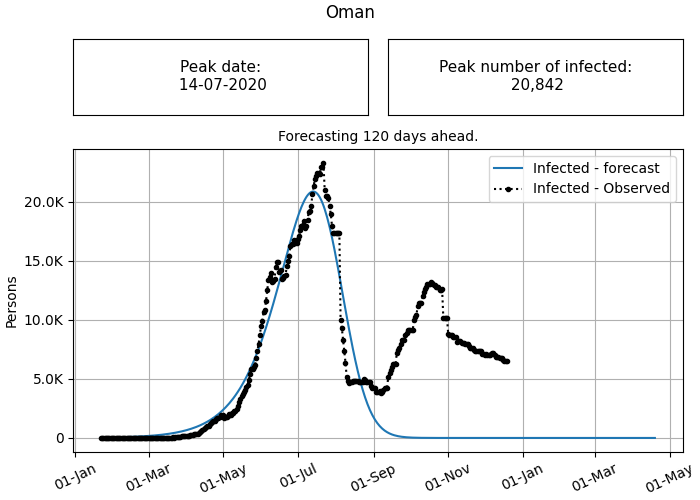 Oman
Peak date:
14-07-2020
Peak number of infected:
20,842
Forecasting 120 days ahead.
Infected - forecast
Infected - Observed
Persons
20.0K
15.0K
10.0K
5.0K
0
01-Jan
01-Mar
01-May
01-Jul
01-Sep
01-Nov
01-Jan
01-Mar
01-May